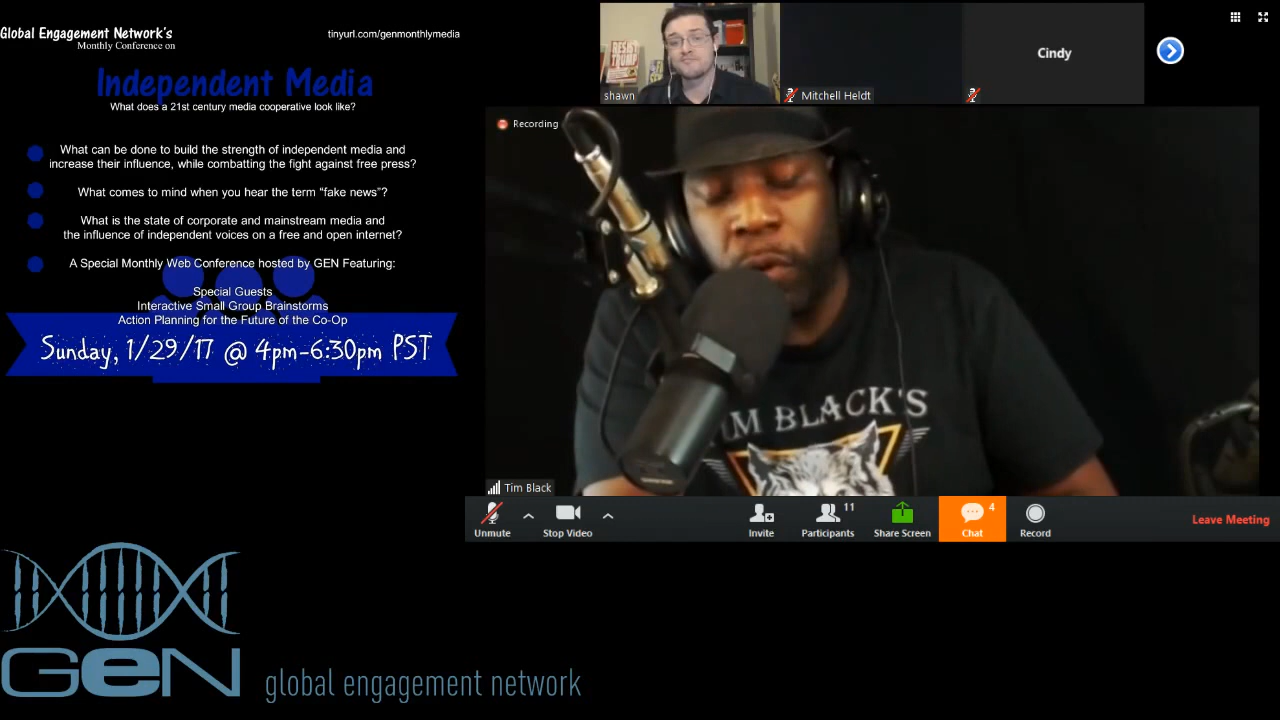 Global Engagement Network's
Monthly Conference on
tinyurl.com/genmonthlymedia
Independent Media
What does a 21st century media cooperative look like?
What can be done to build the strength of independent media and
increase their influence, while combatting the fight against free press?
What comes to mind when you hear the term "fake news"?
What is the state of corporate and mainstream media and
the influence of independent voices on a free and open internet?
A Special Monthly Web Conference hosted by GEN Featuring:
Special Guests
Interactive Small Group Brainstorms
Action Planning for the Future of the Co-Op
Sunday, 1/29/17 @ 4pm-6:30pm PST
RESIST
TRUMP
shawn
Mitchell Heldt
Cindy
Recording
IM BLACK'S
Tim Black
Unmute
Stop Video
Invite
11
Participants
Share Screen
4
Chat
Record
Leave Meeting
GeN
global engagement network